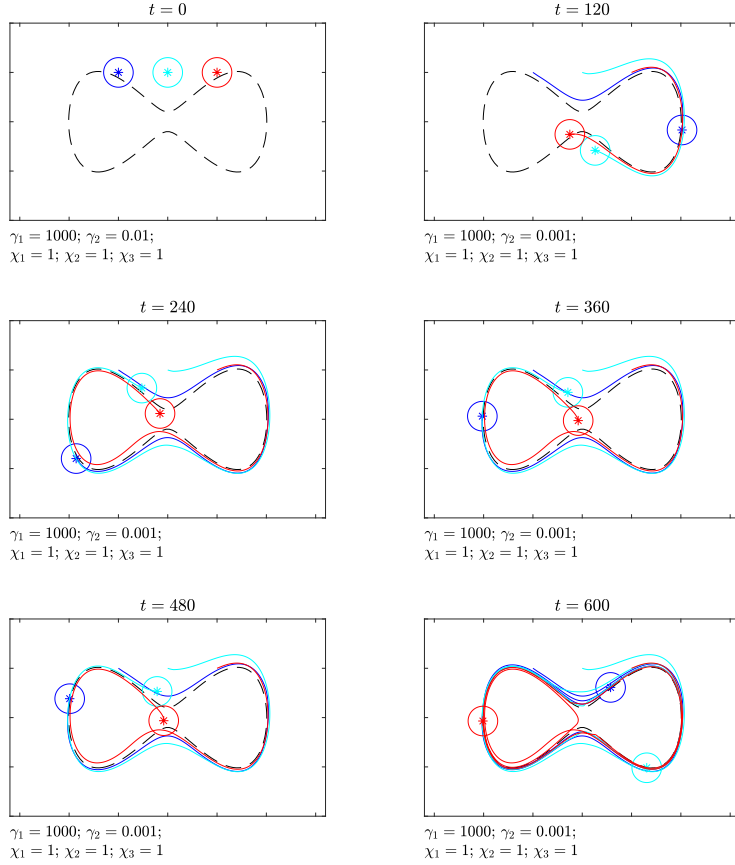 t = 0
t = 120
γ₁ = 1000; γ₂ = 0.01;
χ₁ = 1; χ₂ = 1; χ₃ = 1
γ₁ = 1000; γ₂ = 0.001;
χ₁ = 1; χ₂ = 1; χ₃ = 1
t = 240
t = 360
γ₁ = 1000; γ₂ = 0.001;
χ₁ = 1; χ₂ = 1; χ₃ = 1
γ₁ = 1000; γ₂ = 0.001;
χ₁ = 1; χ₂ = 1; χ₃ = 1
t = 480
t = 600
γ₁ = 1000; γ₂ = 0.001;
χ₁ = 1; χ₂ = 1; χ₃ = 1
γ₁ = 1000; γ₂ = 0.001;
χ₁ = 1; χ₂ = 1; χ₃ = 1